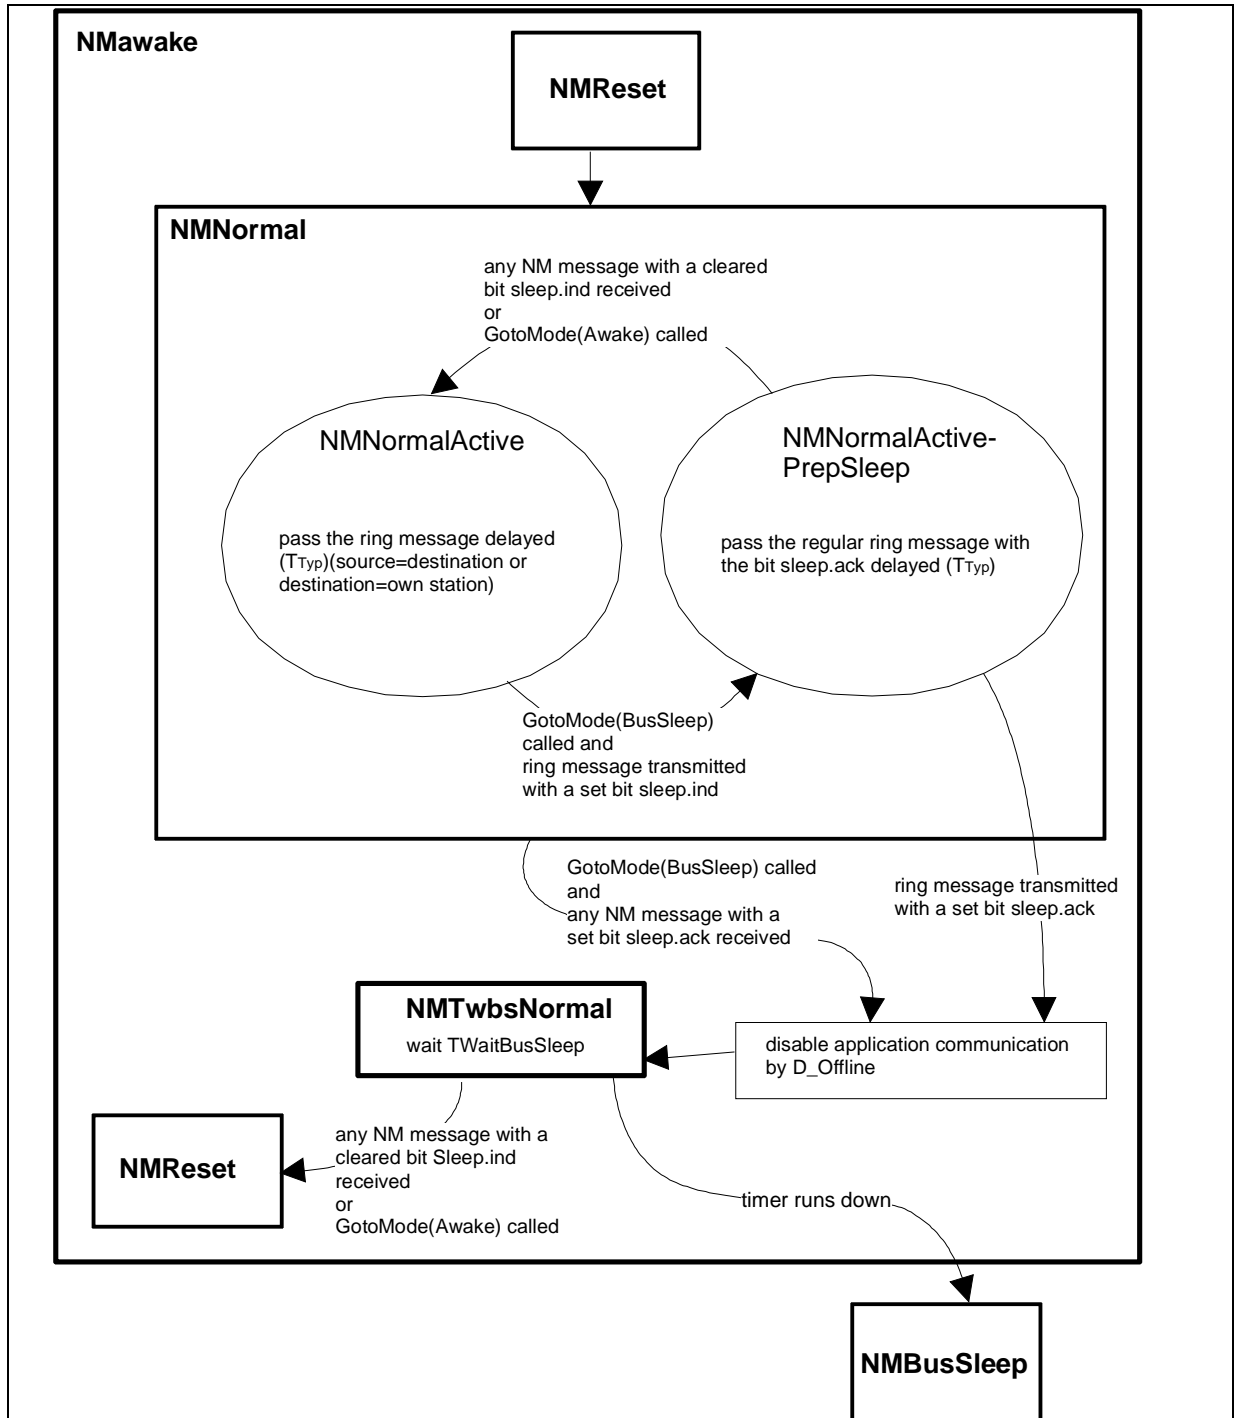 NMawake
NMReset
NMNormal
any NM message with a cleared
bit sleep.ind received
or
GotoMode(Awake) called
NMNormalActive
pass the ring message delayed
(TTyp)(source=destination or
destination=own station)
NMNormalActive-
PrepSleep
pass the regular ring message with
the bit sleep.ack delayed (TTyp)
GotoMode(BusSleep)
called and
ring message transmitted
with a set bit sleep.ind
GotoMode(BusSleep) called
and
any NM message with a
set bit sleep.ack received
ring message transmitted
with a set bit sleep.ack
NMTwbsNormal
wait TWaitBusSleep
disable application communication
by D_Offline
NMReset
any NM message with a
cleared bit Sleep.ind
received
or
GotoMode(Awake) called
timer runs down
NMBusSleep